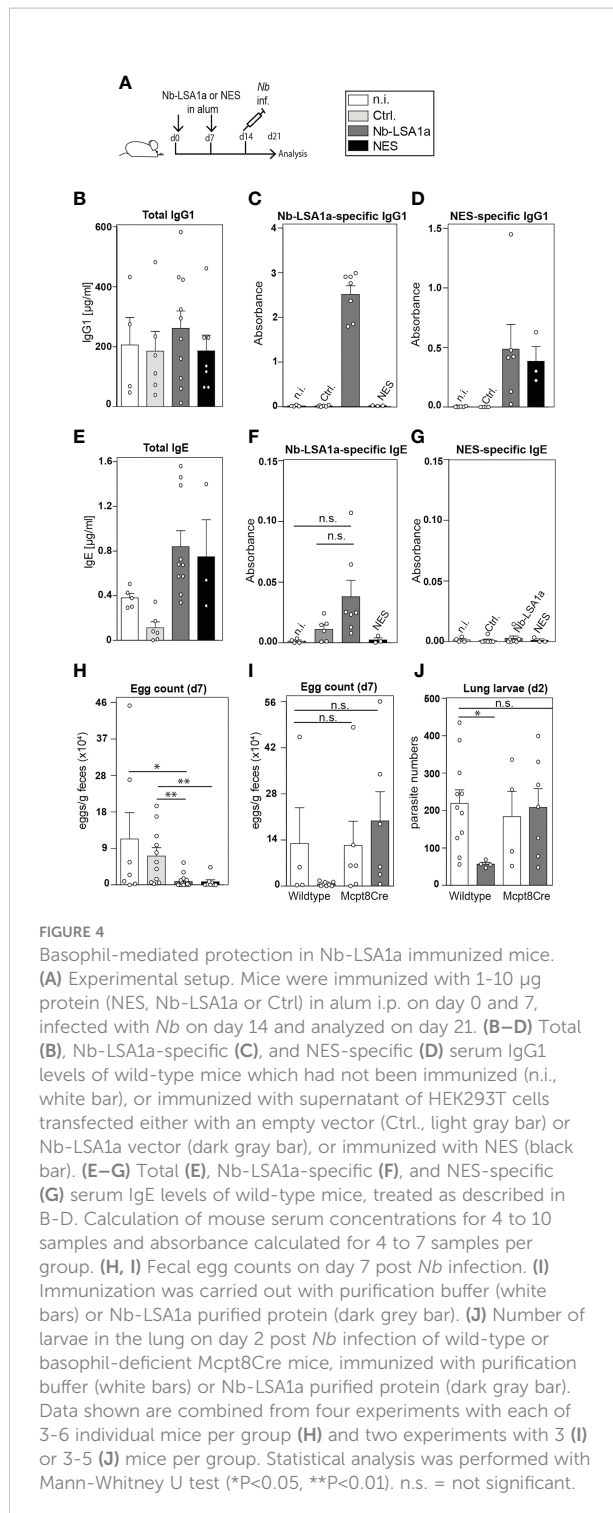 A
Nb-LSA1a or NES
in alum
Nb
inf.
d0
d7
d14
d21
Analysis
n.i.
Ctrl.
Nb-LSA1a
NES
B
Total IgG1
IgG1 [µg/ml]
600
400
200
0
C
Nb-LSA1a-specific IgG1
Absorbance
4
3
2
1
0
n.i.
Ctrl.
NES
D
NES-specific IgG1
Absorbance
1.5
1.0
0.5
0.0
n.i.
Ctrl.
E
Total IgE
IgE [µg/ml]
1.6
1.2
0.8
0.4
0
F
Nb-LSA1a-specific IgE
Absorbance
0.15
0.10
0.05
0.00
n.s.
n.s.
n.i.
Ctrl.
NES
G
NES-specific IgE
Absorbance
0.15
0.10
0.05
0.00
n.i.
Ctrl.
Nb-LSA1a
NES
H
Egg count (d7)
eggs/g feces (x10⁴)
46
37
28
18
9
0
*
**
**
I
Egg count (d7)
eggs/g feces (x10⁴)
56
42
28
14
0
n.s.
n.s.
Wildtype
Mcpt8Cre
J
Lung larvae (d2)
parasite numbers
500
400
300
200
100
0
n.s.
*
Wildtype
Mcpt8Cre
FIGURE 4
Basophil-mediated protection in Nb-LSA1a immunized mice.
(A) Experimental setup. Mice were immunized with 1-10 µg
protein (NES, Nb-LSA1a or Ctrl) in alum i.p. on day 0 and 7,
infected with Nb on day 14 and analyzed on day 21. (B–D) Total
(B), Nb-LSA1a-specific (C), and NES-specific (D) serum IgG1
levels of wild-type mice which had not been immunized (n.i.,
white bar), or immunized with supernatant of HEK293T cells
transfected either with an empty vector (Ctrl., light gray bar) or
Nb-LSA1a vector (dark gray bar), or immunized with NES (black
bar). (E–G) Total (E), Nb-LSA1a-specific (F), and NES-specific
(G) serum IgE levels of wild-type mice, treated as described in
B-D. Calculation of mouse serum concentrations for 4 to 10
samples and absorbance calculated for 4 to 7 samples per
group. (H, I) Fecal egg counts on day 7 post Nb infection. (I)
Immunization was carried out with purification buffer (white
bars) or Nb-LSA1a purified protein (dark grey bar). (J) Number of
larvae in the lung on day 2 post Nb infection of wild-type or
basophil-deficient Mcpt8Cre mice, immunized with purification
buffer (white bars) or Nb-LSA1a purified protein (dark gray bar).
Data shown are combined from four experiments with each of
3-6 individual mice per group (H) and two experiments with 3 (I)
or 3-5 (J) mice per group. Statistical analysis was performed with
Mann-Whitney U test (*P<0.05, **P<0.01). n.s. = not significant.